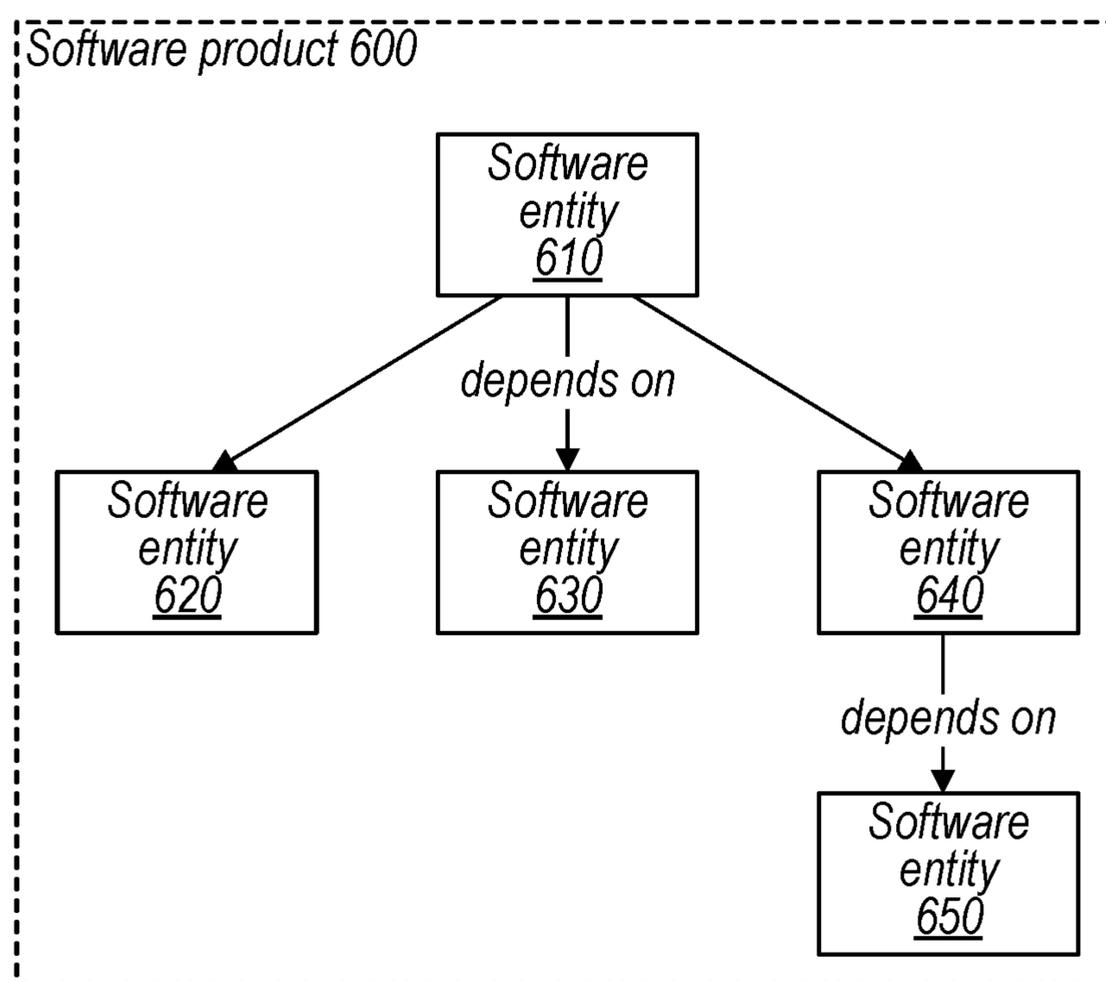 Software product 600
Software
entity
610
depends on
Software
entity
620
Software
entity
630
Software
entity
640
depends on
Software
entity
650